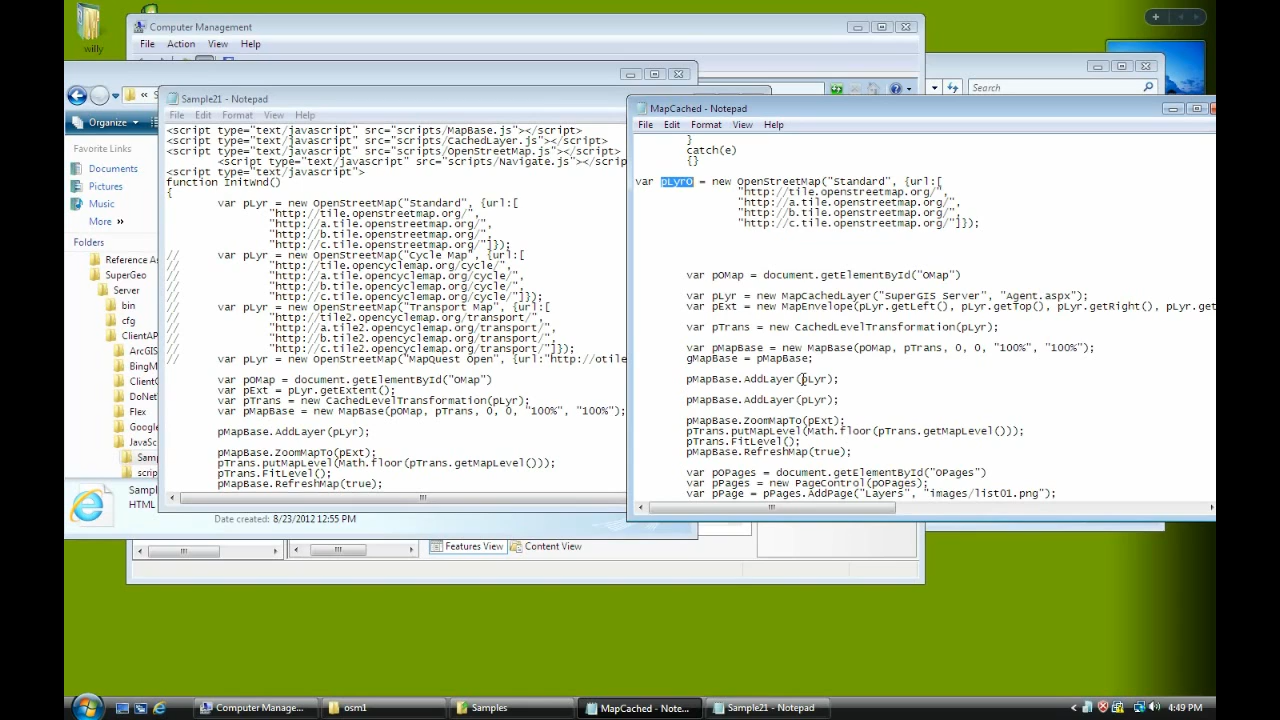 willy
Computer Management
File Action View Help
Search
Organize
Favorite Links
Documents
Pictures
Music
More »
Folders
Reference As
SuperGeo
Server
bin
cfg
ClientAP
ArcGIS
BingM
ClientC
DoNet
Flex
Google
JavaSc
Samp
scrip
Sampl
HTML
Date created: 8/23/2012 12:55 PM
Sample21 - Notepad
File Edit Format View Help
<script type="text/javascript" src="scripts/MapBase.js"></script>
<script type="text/javascript" src="scripts/CachedLayer.js"></script>
<script type="text/javascript" src="scripts/OpenStreetMap.js"></script>
<script type="text/javascript" src="scripts/Navigate.js"></scrip
<script type="text/javascript">
function InitWnd()
{
var pLyr = new OpenStreetMap("Standard", {url:[
"http://tile.openstreetmap.org/",
"http://a.tile.openstreetmap.org/",
"http://b.tile.openstreetmap.org/",
"http://c.tile.openstreetmap.org/"]});
// var pLyr = new OpenStreetMap("Cycle Map", {url:[
// "http://tile.opencyclemap.org/cycle/",
// "http://a.tile.opencyclemap.org/cycle/",
// "http://b.tile.opencyclemap.org/cycle/",
// "http://c.tile.opencyclemap.org/cycle/"]});
// var pLyr = new OpenStreetMap("Transport Map", {url:[
// "http://tile2.opencyclemap.org/transport/",
// "http://a.tile2.opencyclemap.org/transport/",
// "http://b.tile2.opencyclemap.org/transport/",
// "http://c.tile2.opencyclemap.org/transport/"]});
// var pLyr = new OpenStreetMap("MapQuest Open", {url:"http://otile
var pOMap = document.getElementById("OMap")
var pExt = pLyr.getExtent();
var pTrans = new CachedLevelTransformation(pLyr);
var pMapBase = new MapBase(pOMap, pTrans, 0, 0, "100%", "100%");
pMapBase.AddLayer(pLyr);
pMapBase.ZoomMapTo(pExt);
pTrans.putMapLevel(Math.floor(pTrans.getMapLevel()));
pTrans.FitLevel();
pMapBase.RefreshMap(true);
MapCached - Notepad
File Edit Format View Help
}
catch(e)
{}
var pLyrO = new OpenStreetMap("Standard", {url:[
"http://tile.openstreetmap.org/",
"http://a.tile.openstreetmap.org/",
"http://b.tile.openstreetmap.org/",
"http://c.tile.openstreetmap.org/"]});
var pOMap = document.getElementById("OMap")
var pLyr = new MapCachedLayer("SuperGIS Server", "Agent.aspx");
var pExt = new MapEnvelope(pLyr.getLeft(), pLyr.getTop(), pLyr.getRight(), pLyr.get
var pTrans = new CachedLevelTransformation(pLyr);
var pMapBase = new MapBase(pOMap, pTrans, 0, 0, "100%", "100%");
gMapBase = pMapBase;
pMapBase.AddLayer(pLyr);
pMapBase.AddLayer(pLyr);
pMapBase.ZoomMapTo(pExt);
pTrans.putMapLevel(Math.floor(pTrans.getMapLevel()));
pTrans.FitLevel();
pMapBase.RefreshMap(true);
var pOPages = document.getElementById("OPages")
var pPages = new PageControl(pOPages);
var pPage = pPages.AddPage("Layers", "images/list01.png");
Features View Content View
Computer Manage... osm1 Samples MapCached - Note... Sample21 - Notepad 4:49 PM